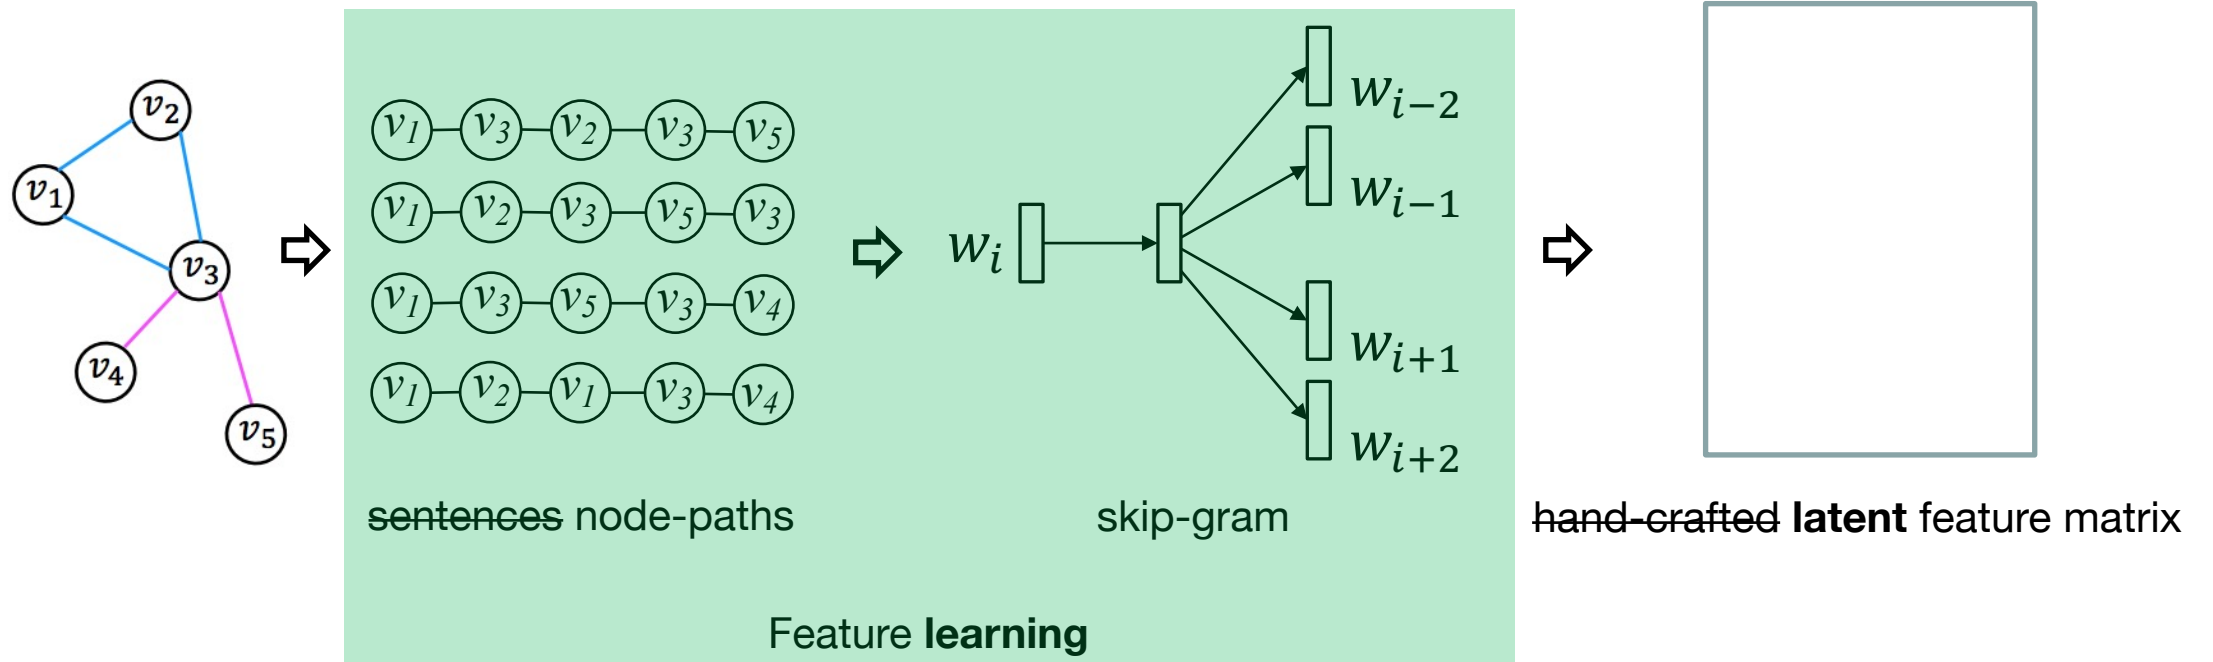 v2
v1
v3
v4
v5
v1 v3 v2 v3 v5
v1 v2 v3 v5 v3
v1 v3 v5 v3 v4
v1 v2 v1 v3 v4
wi
wi−2
wi−1
wi+1
wi+2
sentences node-paths
skip-gram
hand-crafted latent feature matrix
Feature learning